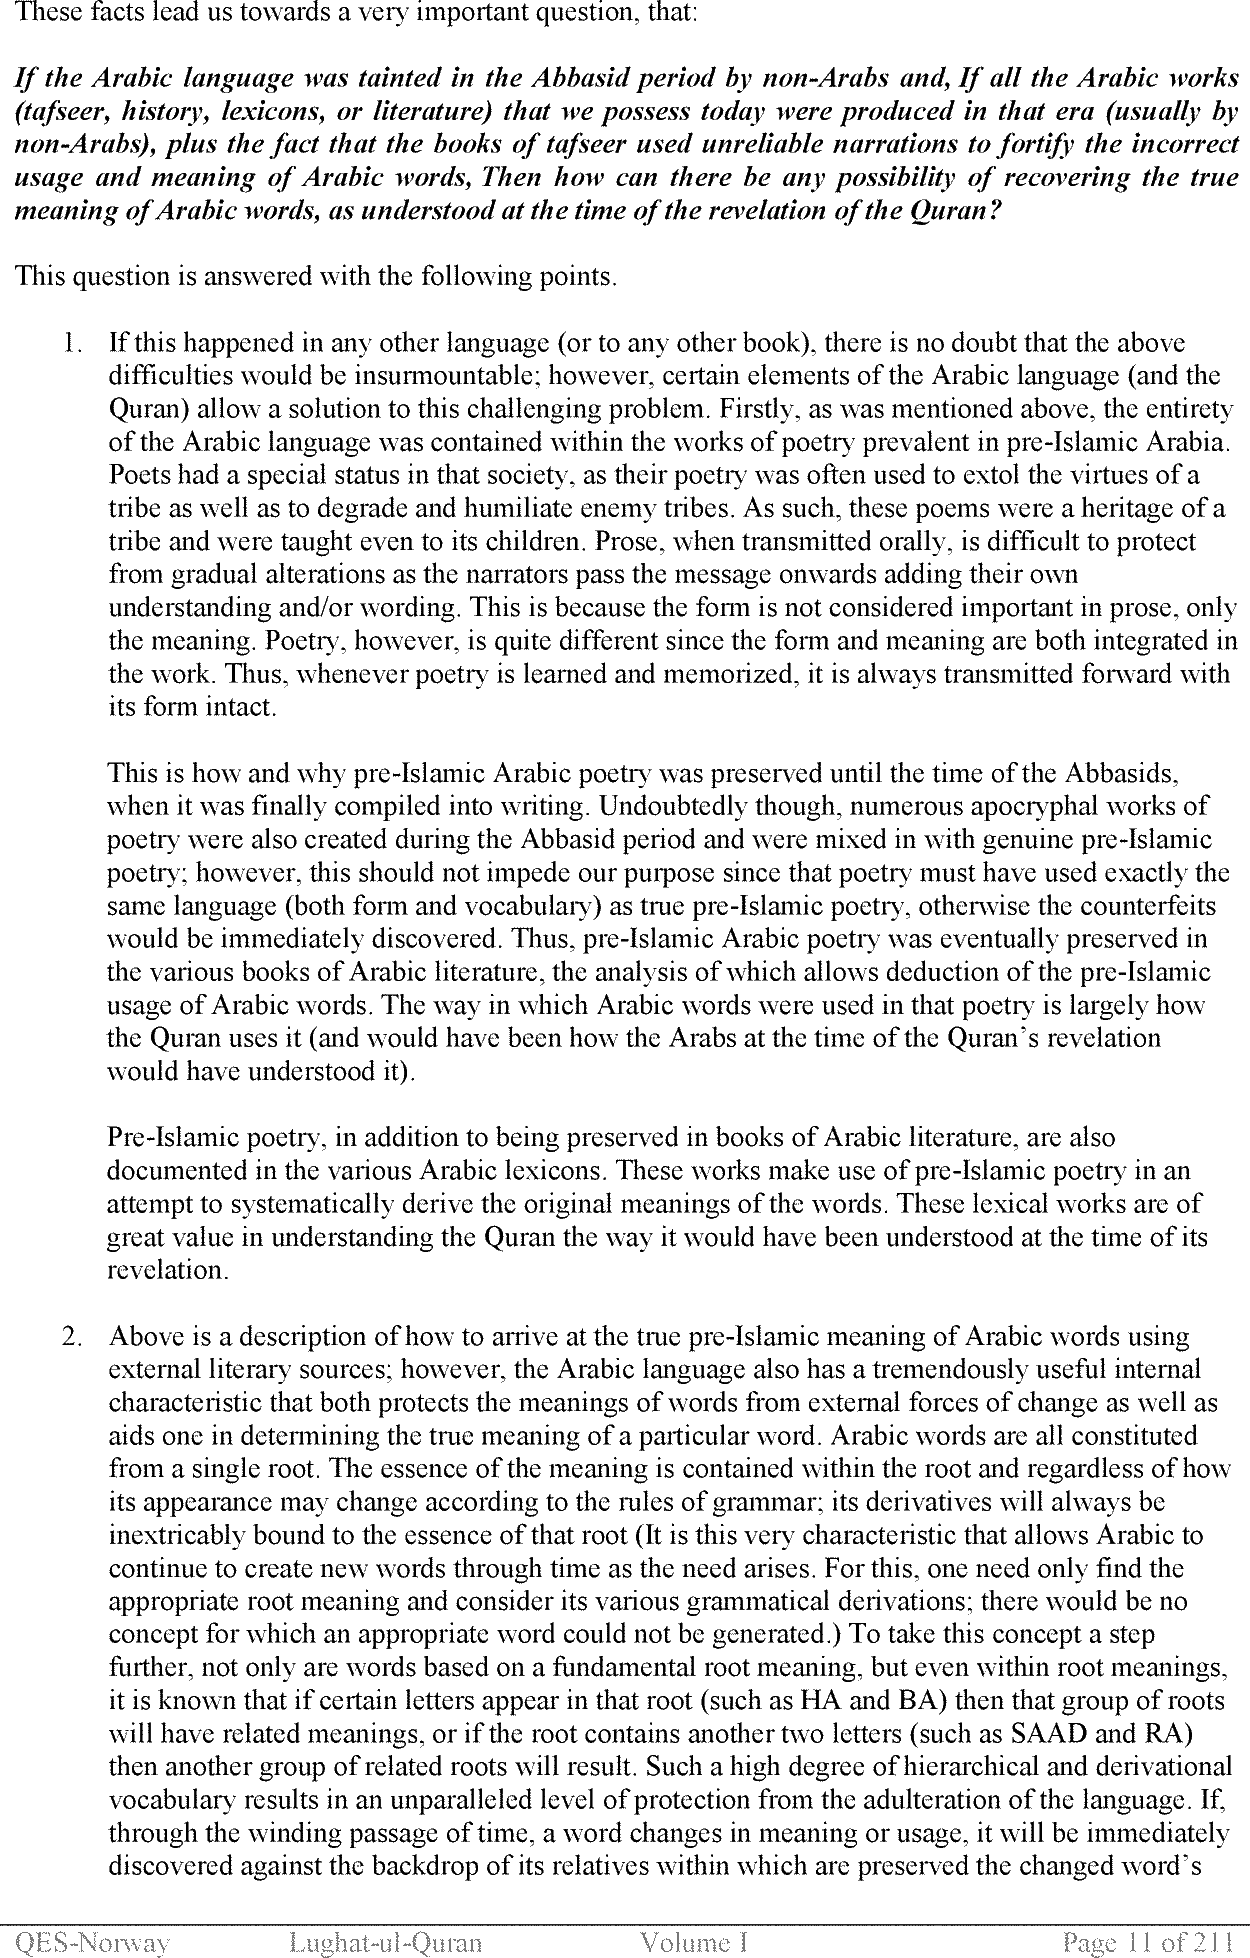 These facts lead us towards a very important question, that:
If the Arabic language was tainted in the Abbasid period by non-Arabs and, If all the Arabic works
(tafseer, history, lexicons, or literature) that we possess today were produced in that era (usually by
non-Arabs), plus the fact that the books of tafseer used unreliable narrations to fortify the incorrect
usage and meaning of Arabic words, Then how can there be any possibility of recovering the true
meaning of Arabic words, as understood at the time of the revelation of the Quran?
This question is answered with the following points.
1. If this happened in any other language (or to any other book), there is no doubt that the above
difficulties would be insurmountable; however, certain elements of the Arabic language (and the
Quran) allow a solution to this challenging problem. Firstly, as was mentioned above, the entirety
of the Arabic language was contained within the works of poetry prevalent in pre-Islamic Arabia.
Poets had a special status in that society, as their poetry was often used to extol the virtues of a
tribe as well as to degrade and humiliate enemy tribes. As such, these poems were a heritage of a
tribe and were taught even to its children. Prose, when transmitted orally, is difficult to protect
from gradual alterations as the narrators pass the message onwards adding their own
understanding and/or wording. This is because the form is not considered important in prose, only
the meaning. Poetry, however, is quite different since the form and meaning are both integrated in
the work. Thus, whenever poetry is learned and memorized, it is always transmitted forward with
its form intact.
This is how and why pre-Islamic Arabic poetry was preserved until the time of the Abbasids,
when it was finally compiled into writing. Undoubtedly though, numerous apocryphal works of
poetry were also created during the Abbasid period and were mixed in with genuine pre-Islamic
poetry; however, this should not impede our purpose since that poetry must have used exactly the
same language (both form and vocabulary) as true pre-Islamic poetry, otherwise the counterfeits
would be immediately discovered. Thus, pre-Islamic Arabic poetry was eventually preserved in
the various books of Arabic literature, the analysis of which allows deduction of the pre-Islamic
usage of Arabic words. The way in which Arabic words were used in that poetry is largely how
the Quran uses it (and would have been how the Arabs at the time of the Quran's revelation
would have understood it).
Pre-Islamic poetry, in addition to being preserved in books of Arabic literature, are also
documented in the various Arabic lexicons. These works make use of pre-Islamic poetry in an
attempt to systematically derive the original meanings of the words. These lexical works are of
great value in understanding the Quran the way it would have been understood at the time of its
revelation.
2. Above is a description of how to arrive at the true pre-Islamic meaning of Arabic words using
external literary sources; however, the Arabic language also has a tremendously useful internal
characteristic that both protects the meanings of words from external forces of change as well as
aids one in determining the true meaning of a particular word. Arabic words are all constituted
from a single root. The essence of the meaning is contained within the root and regardless of how
its appearance may change according to the rules of grammar; its derivatives will always be
inextricably bound to the essence of that root (It is this very characteristic that allows Arabic to
continue to create new words through time as the need arises. For this, one need only find the
appropriate root meaning and consider its various grammatical derivations; there would be no
concept for which an appropriate word could not be generated.) To take this concept a step
further, not only are words based on a fundamental root meaning, but even within root meanings,
it is known that if certain letters appear in that root (such as HA and BA) then that group of roots
will have related meanings, or if the root contains another two letters (such as SAAD and RA)
then another group of related roots will result. Such a high degree of hierarchical and derivational
vocabulary results in an unparalleled level of protection from the adulteration of the language. If,
through the winding passage of time, a word changes in meaning or usage, it will be immediately
discovered against the backdrop of its relatives within which are preserved the changed word's
QES-Norway Lughat-ul-Quran Volume I Page 11 of 211